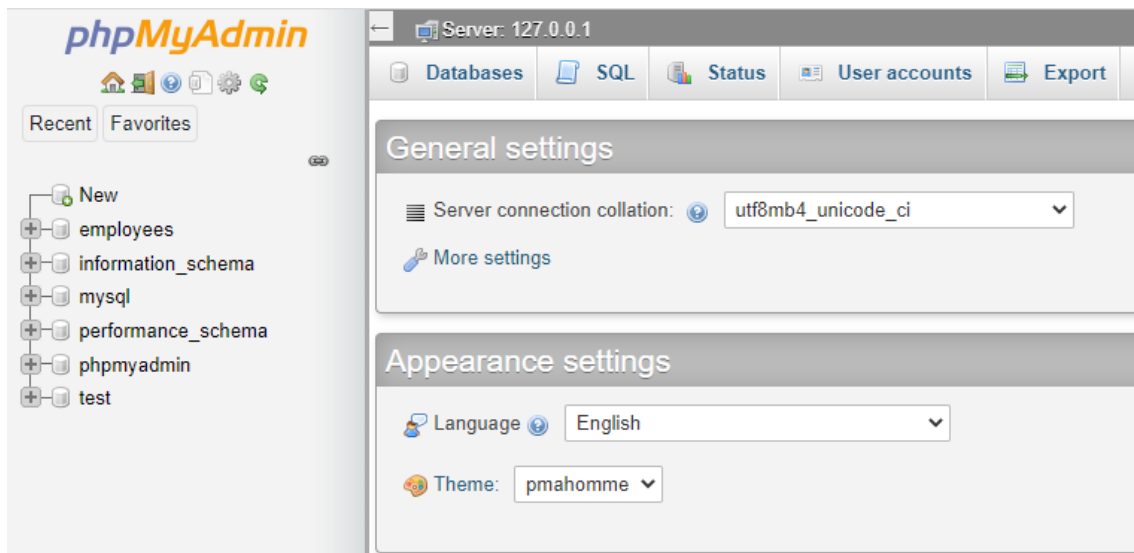 phpMyAdmin
Recent Favorites
New
employees
information_schema
mysql
performance_schema
phpmyadmin
test
Server: 127.0.0.1
Databases SQL Status User accounts Export
General settings
Server connection collation: utf8mb4_unicode_ci
More settings
Appearance settings
Language English
Theme: pmahomme